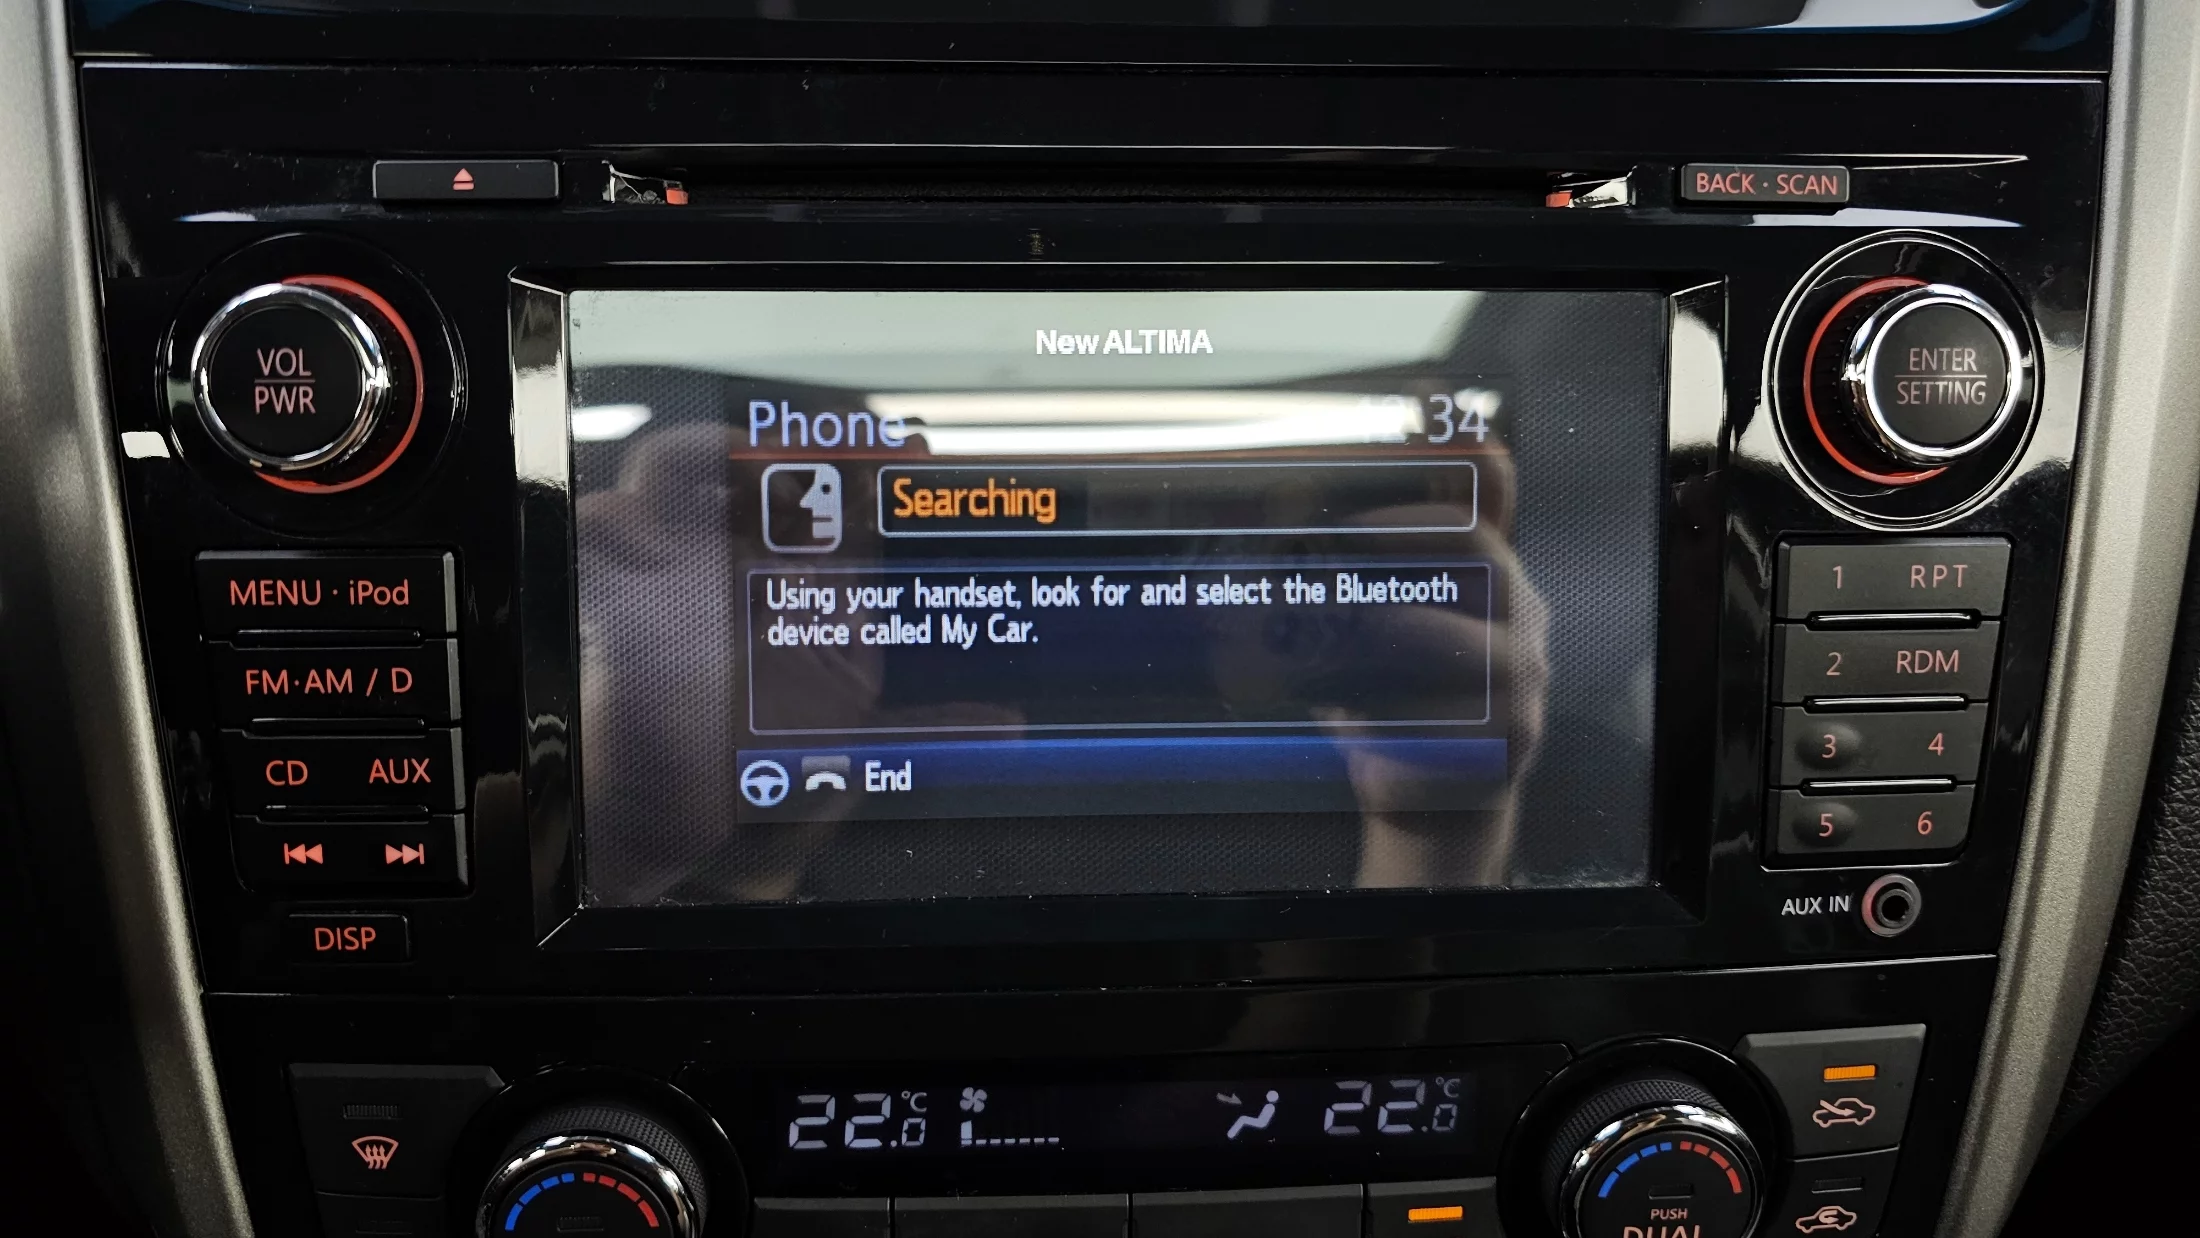 BACK · SCAN
New ALTIMA
VOL
PWR
ENTER
SETTING
Phone
12:34
Searching
Using your handset, look for and select the Bluetooth
device called My Car.
End
MENU · iPod
FM·AM / D
CD AUX
DISP
1 RPT
2 RDM
3 4
5 6
AUX IN
22.0 °C
22.0 °C
PUSH
DUAL